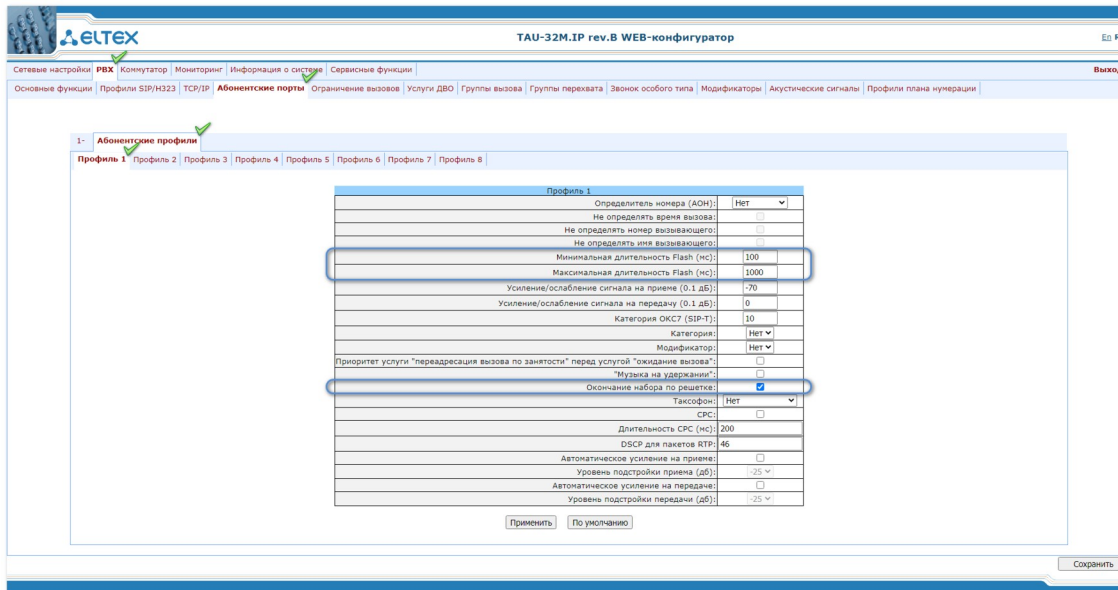 ELTEX
TAU-32M.IP rev.B WEB-конфигуратор
En
Сетевые настройки PBX Коммутатор Мониторинг Информация о системе Сервисные функции
Основные функции Профили SIP/H323 TCP/IP Абонентские порты Ограничение вызовов Услуги ДВО Группы вызова Группы перехвата Звонок особого типа Модификаторы Акустические сигналы Профили плана нумерации
1- Абонентские профили
Профиль 1 Профиль 2 Профиль 3 Профиль 4 Профиль 5 Профиль 6 Профиль 7 Профиль 8
Профиль 1
Определитель номера (АОН): Нет
Не определять время вызова:
Не определять номер вызывающего:
Не определять имя вызывающего:
Минимальная длительность Flash (мс): 100
Максимальная длительность Flash (мс): 1000
Усиление/ослабление сигнала на приеме (0.1 дБ): -70
Усиление/ослабление сигнала на передачу (0.1 дБ): 0
Категория ОКС7 (SIP-T): 10
Категория: Нет
Модификатор: Нет
Приоритет услуги "переадресация вызова по занятости" перед услугой "ожидание вызова":
"Музыка на удержании":
Окончание набора по решетке:
Таксофон: Нет
CPC:
Длительность CPC (мс): 200
DSCP для пакетов RTP: 46
Автоматическое усиление на приеме:
Уровень подстройки приема (дб): -25
Автоматическое усиление на передаче:
Уровень подстройки передачи (дб): -25
Применить По умолчанию
Сохранить